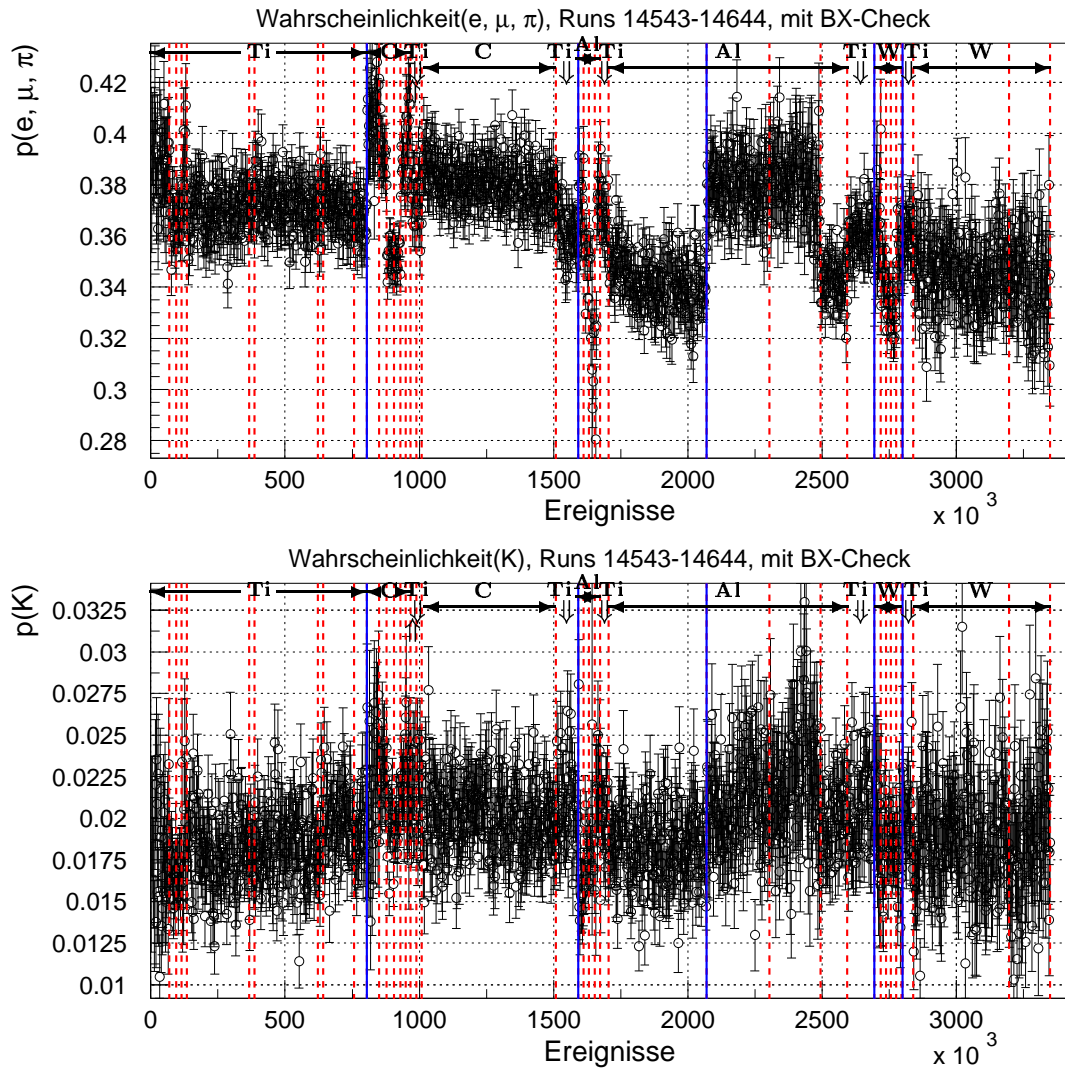 Wahrscheinlichkeit(e, μ, π), Runs 14543-14644, mit BX-Check
Ti C Ti C Ti Al Ti Al Ti W Ti W
p(e, μ, π)
0.42
0.4
0.38
0.36
0.34
0.32
0.3
0.28
0 500 1000 1500 2000 2500 3000
Ereignisse
x 10 3
Wahrscheinlichkeit(K), Runs 14543-14644, mit BX-Check
Ti C Ti C Ti Al Ti Al Ti W Ti W
p(K)
0.0325
0.03
0.0275
0.025
0.0225
0.02
0.0175
0.015
0.0125
0.01
0 500 1000 1500 2000 2500 3000
Ereignisse
x 10 3